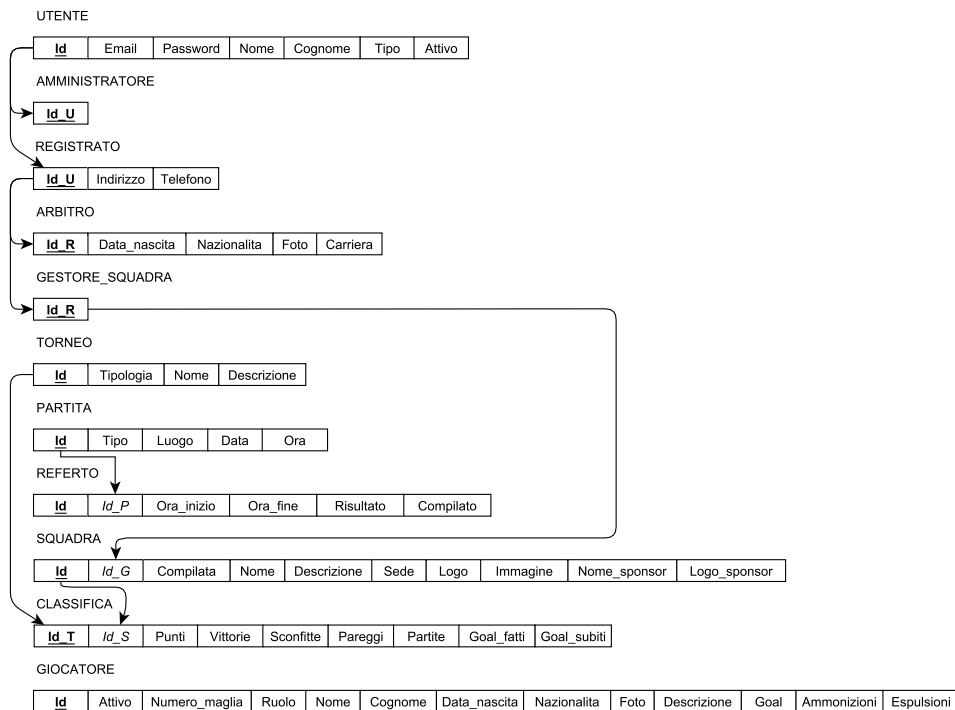 UTENTE
Id Email Password Nome Cognome Tipo Attivo
AMMINISTRATORE
Id_U
REGISTRATO
Id_U Indirizzo Telefono
ARBITRO
Id_R Data_nascita Nazionalita Foto Carriera
GESTORE_SQUADRA
Id_R
TORNEO
Id Tipologia Nome Descrizione
PARTITA
Id Tipo Luogo Data Ora
REFERTO
Id Id_P Ora_inizio Ora_fine Risultato Compilato
SQUADRA
Id Id_G Compilata Nome Descrizione Sede Logo Immagine Nome_sponsor Logo_sponsor
CLASSIFICA
Id_T Id_S Punti Vittorie Sconfitte Pareggi Partite Goal_fatti Goal_subiti
GIOCATORE
Id Attivo Numero_maglia Ruolo Nome Cognome Data_nascita Nazionalita Foto Descrizione Goal Ammonizioni Espulsioni